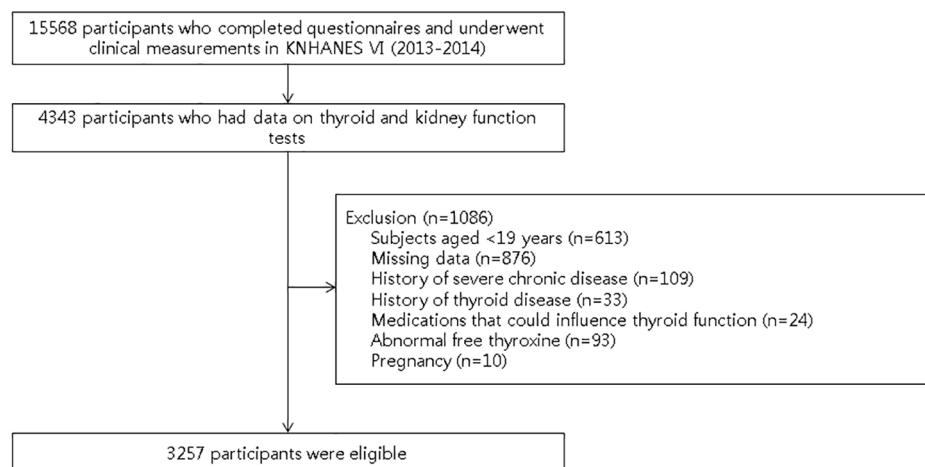 15568 participants who completed questionnaires and underwent
clinical measurements in KNHANES VI (2013-2014)
4343 participants who had data on thyroid and kidney function
tests
Exclusion (n=1086)
Subjects aged <19 years (n=613)
Missing data (n=876)
History of severe chronic disease (n=109)
History of thyroid disease (n=33)
Medications that could influence thyroid function (n=24)
Abnormal free thyroxine (n=93)
Pregnancy (n=10)
3257 participants were eligible